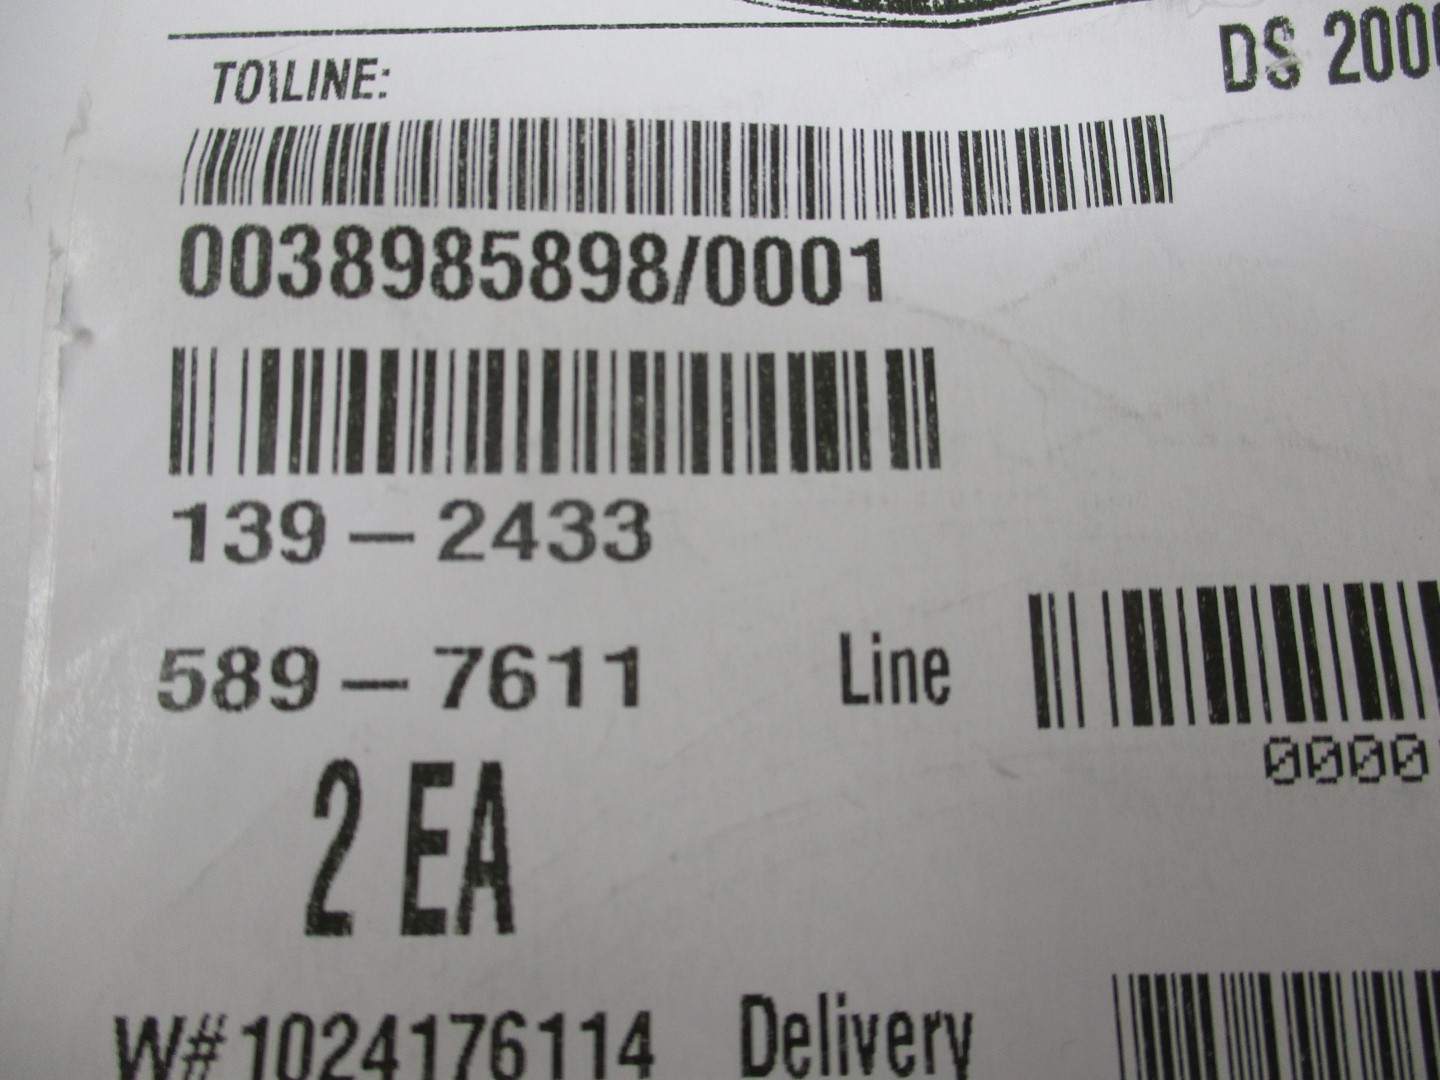 DS 200
TO\LINE:
0038985898/0001
139-2433
589-7611
Line
0000
2 EA
W# 1024176114
Delivery